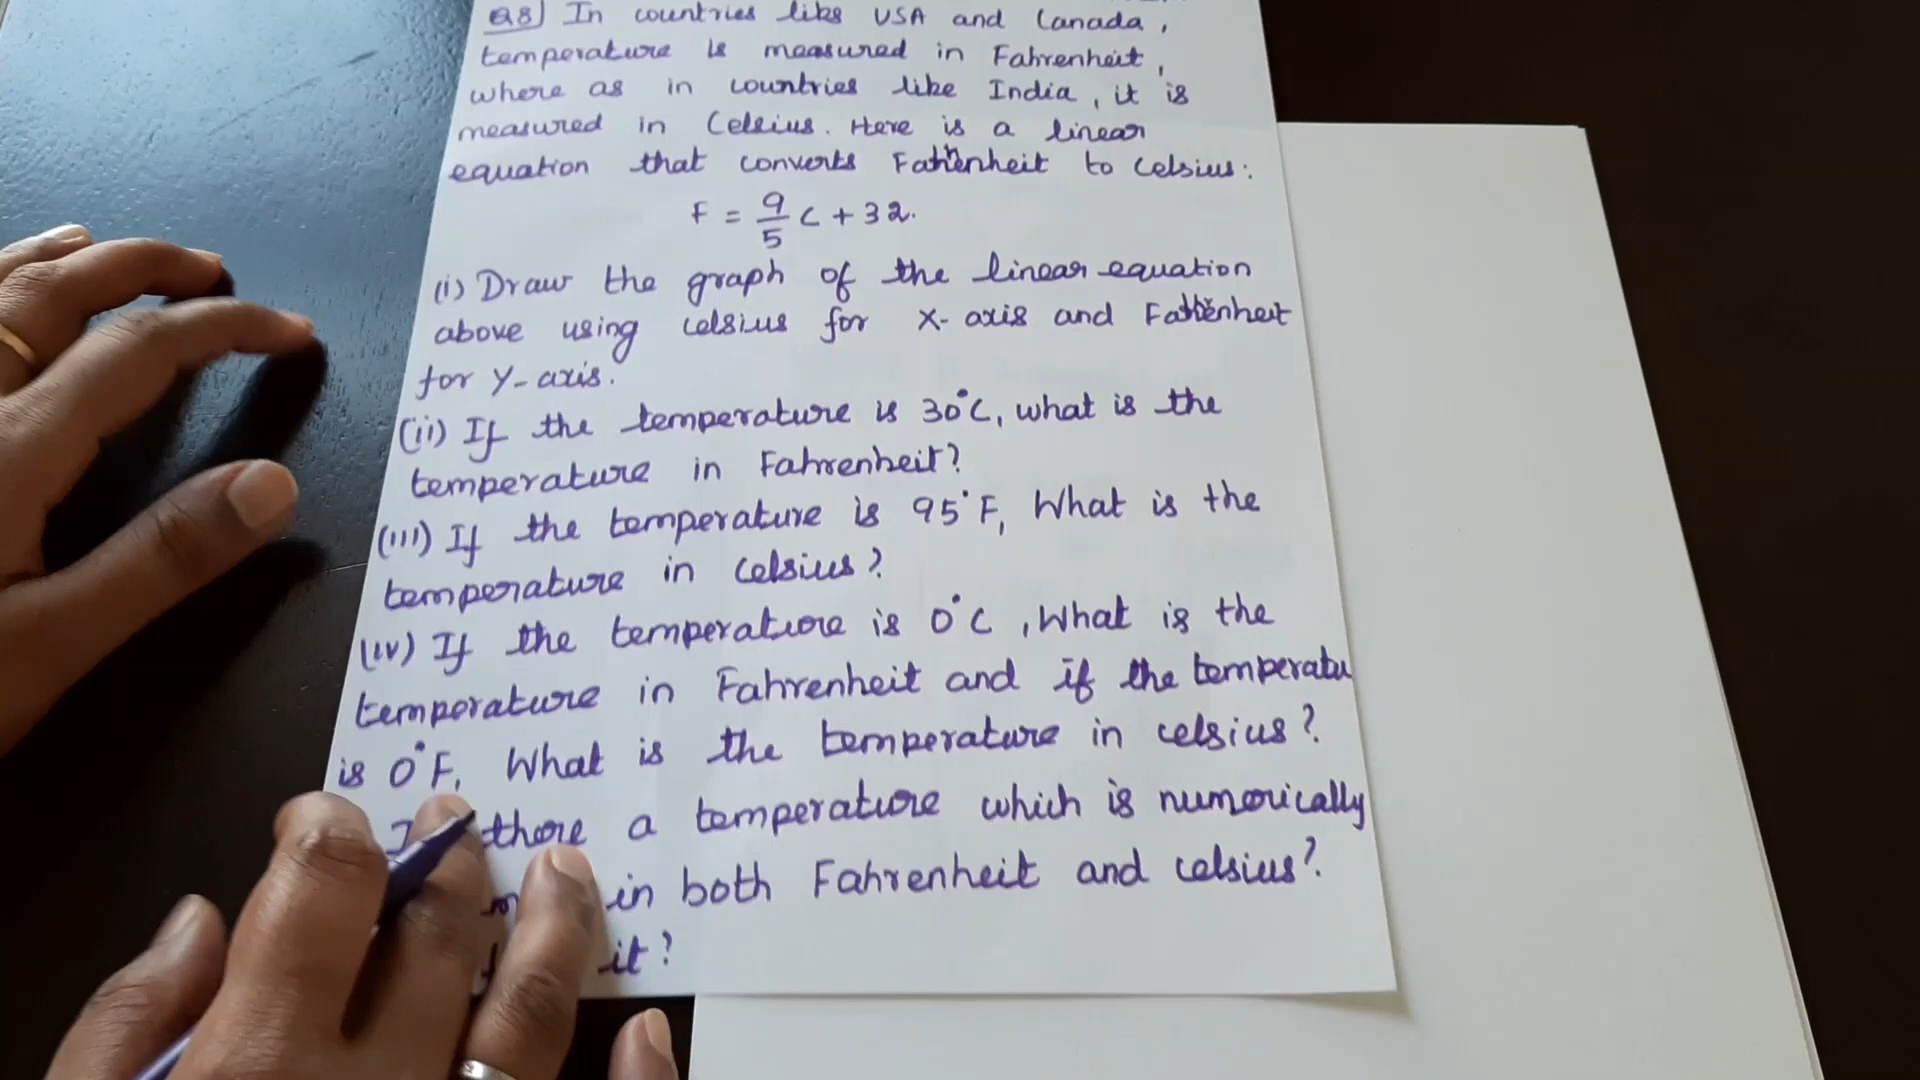 Q8) In countries like USA and Canada,
temperature is measured in Fahrenheit,
where as in countries like India, it is
measured in Celsius. Here is a linear
equation that converts Fahrenheit to Celsius:
F = 9/5 C + 32.
(i) Draw the graph of the linear equation
above using celsius for X-axis and Fahrenheit
for Y-axis.
(ii) If the temperature is 30°C, what is the
temperature in Fahrenheit?
(iii) If the temperature is 95°F, What is the
temperature in celsius?
(iv) If the temperature is 0°C, What is the
temperature in Fahrenheit and if the temperatu
is 0°F, What is the temperature in celsius?
there a temperature which is numerically
in both Fahrenheit and celsius?
it?